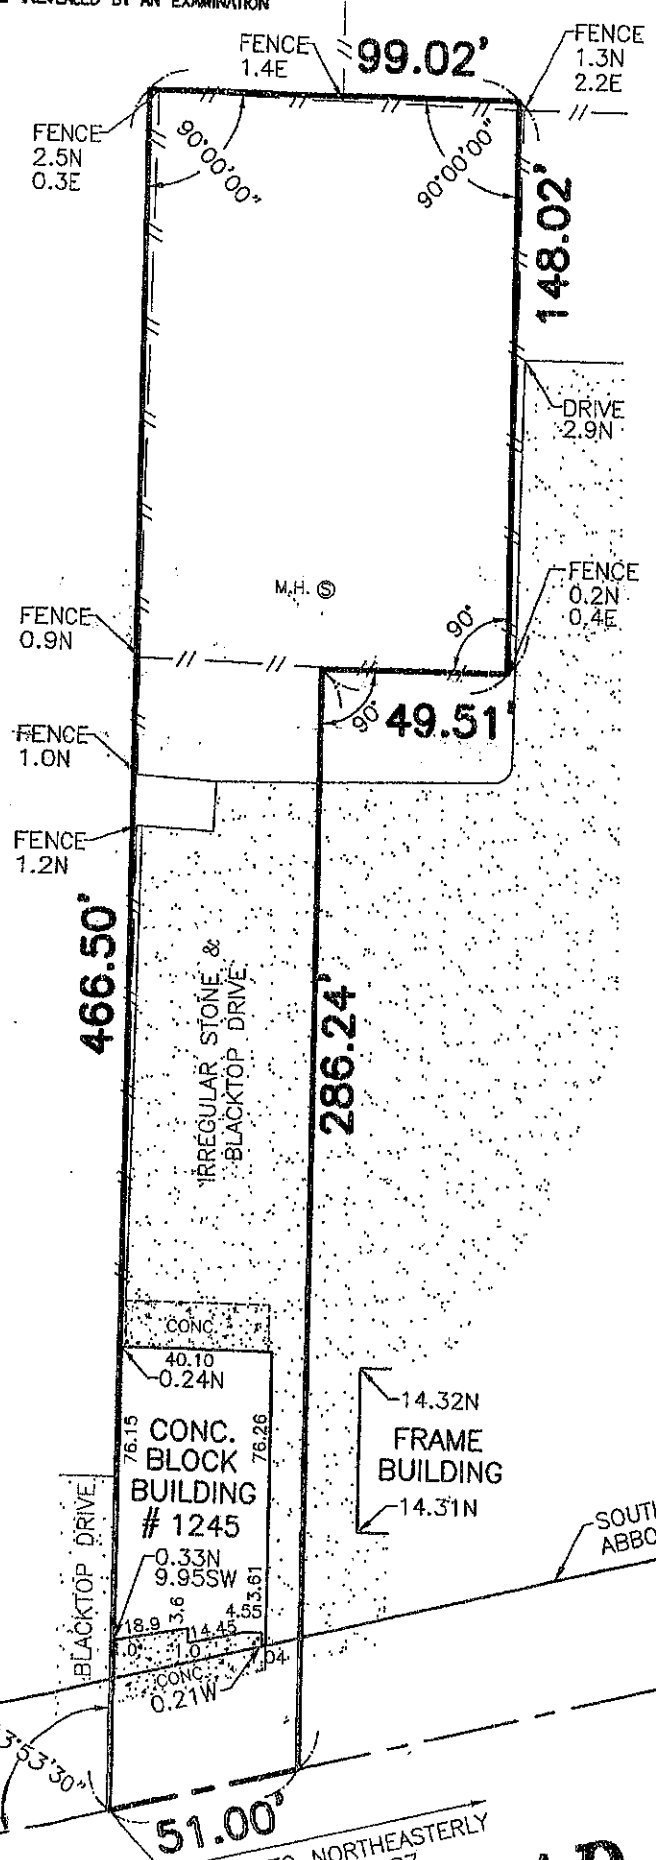 REVEALED BY AN EXAMINATION
FENCE
1.4E
99.02'
FENCE
1.3N
2.2E
FENCE
2.5N
0.3E
90°00'00"
90°00'00"
148.02'
DRIVE
2.9N
M.H. S
FENCE
0.2N
0.4E
90°
FENCE
0.9N
90°
49.51'
FENCE
1.0N
FENCE
1.2N
466.50'
IRREGULAR STONE &
BLACKTOP DRIVE
286.24'
CONC.
40.10
0.24N
76.15
76.26
CONC.
BLOCK
BUILDING
# 1245
14.32N
FRAME
BUILDING
14.31N
BLACKTOP DRIVE
0.33N
9.95SW
18.9
3.6
14.45
4.55
3.61
1.0
CONC.
0.21W
.04
3°53'30"
51.00'
NORTHEASTERLY